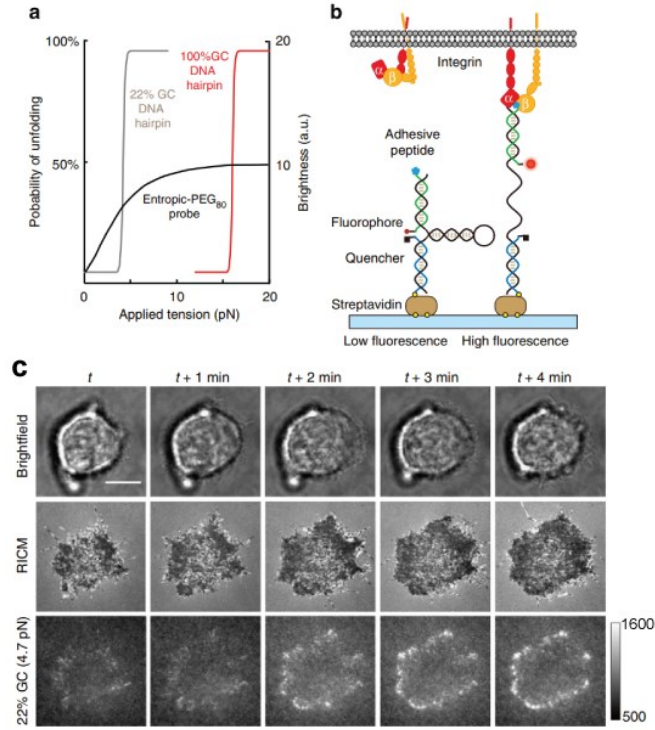 a
100%
50%
Pobability of unfolding
22% GC
DNA
hairpin
100%GC
DNA
hairpin
Entropic-PEG80
probe
20
10
Brightness (a.u.)
0
10
20
Applied tension (pN)
b
Integrin
α
β
α
β
Adhesive
peptide
Fluorophore
Quencher
Streptavidin
Low fluorescence
High fluorescence
c
t
t + 1 min
t + 2 min
t + 3 min
t + 4 min
Brightfield
RICM
22% GC (4.7 pN)
1600
500